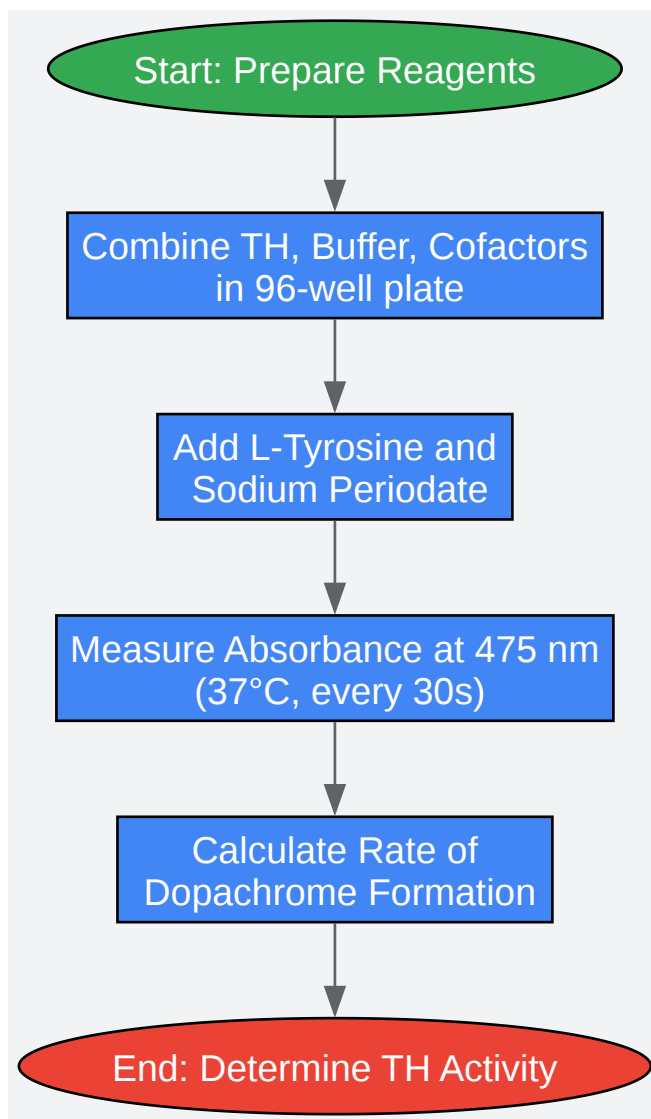 Start: Prepare Reagents
Combine TH, Buffer, Cofactors
in 96-well plate
Add L-Tyrosine and
Sodium Periodate
Measure Absorbance at 475 nm
(37°C, every 30s)
Calculate Rate of
Dopachrome Formation
End: Determine TH Activity